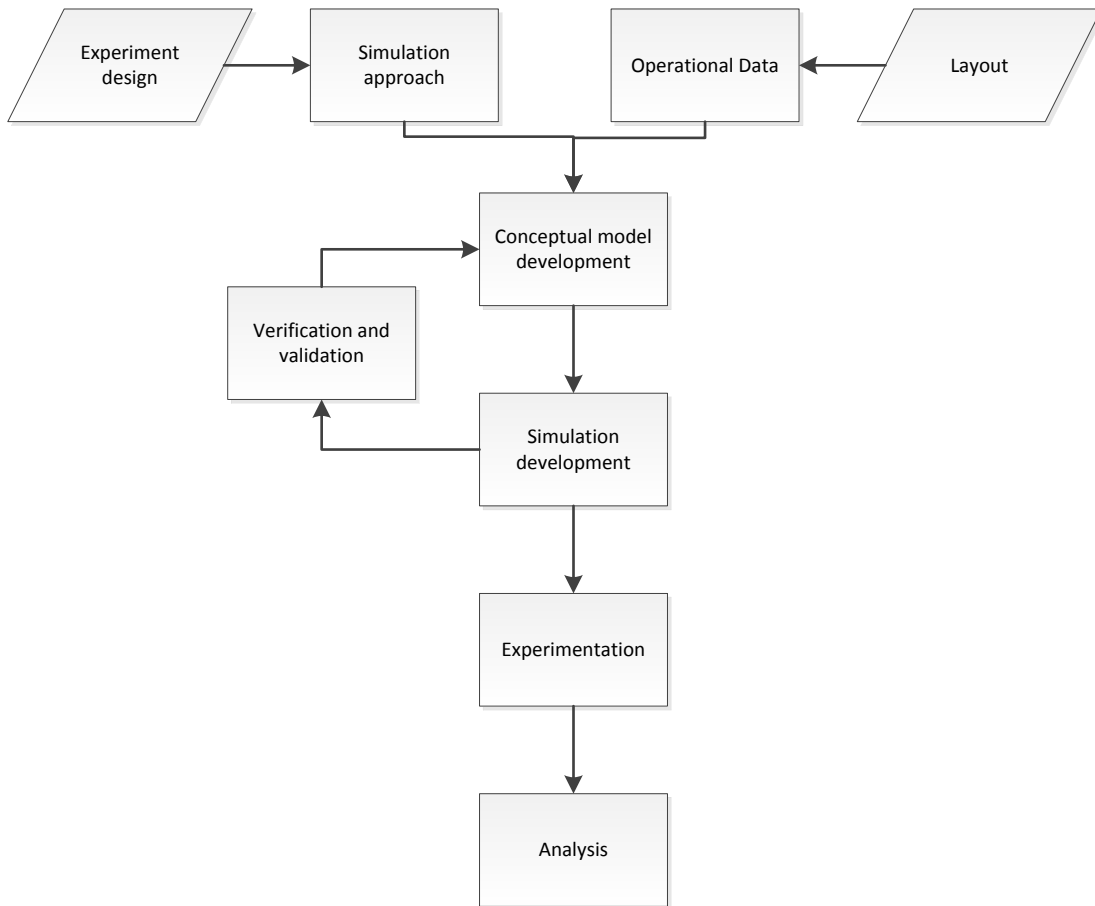 Experiment
design
Simulation
approach
Operational Data
Layout
Conceptual model
development
Verification and
validation
Simulation
development
Experimentation
Analysis